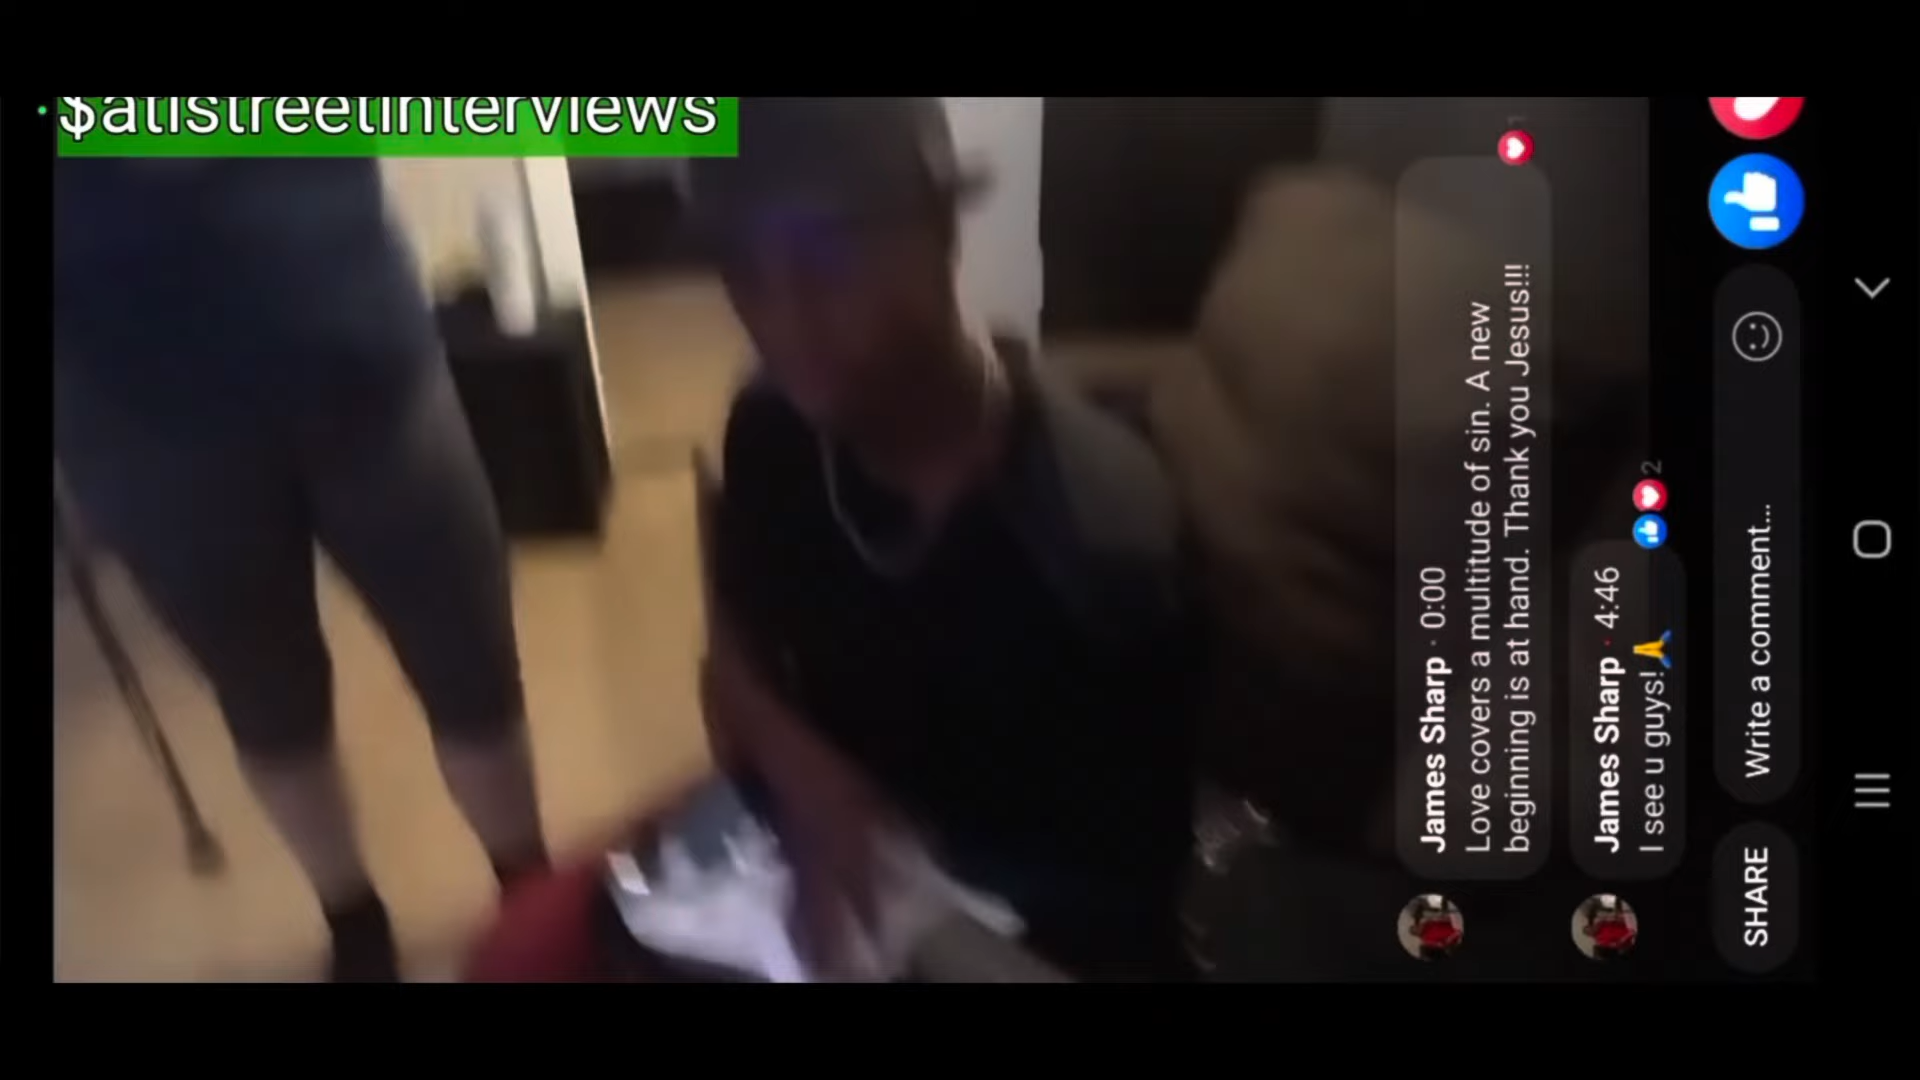 $atlstreetinterviews
James Sharp · 0:00
Love covers a multitude of sin. A new
beginning is at hand. Thank you Jesus!!!
1
James Sharp · 4:46
I see u guys!🙏
2
Write a comment...
SHARE